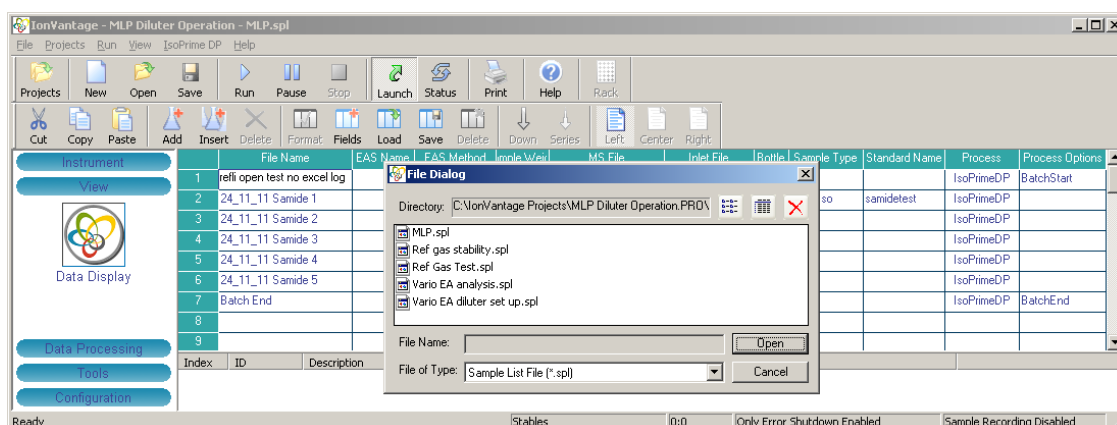 IonVantage - MLP Diluter Operation - MLP.spl
File Projects Run View IsoPrime DP Help
Projects New Open Save Run Pause Stop Launch Status Print Help Rack
Cut Copy Paste Add Insert Delete Format Fields Load Save Delete Down Series Left Center Right
Instrument
View
Data Display
Data Processing
Tools
Configuration
File Name EAS Name EAS Method mple Weig MS File Inlet File Bottle Sample Type Standard Name Process Process Options
1 refli open test no excel log IsoPrimeDP BatchStart
2 24_11_11 Samide 1 so samidetest IsoPrimeDP
3 24_11_11 Samide 2 IsoPrimeDP
4 24_11_11 Samide 3 IsoPrimeDP
5 24_11_11 Samide 4 IsoPrimeDP
6 24_11_11 Samide 5 IsoPrimeDP
7 Batch End IsoPrimeDP BatchEnd
8
9
Index ID Description
File Dialog
Directory: C:\IonVantage Projects\MLP Diluter Operation.PRO\
MLP.spl
Ref gas stability.spl
Ref Gas Test.spl
Vario EA analysis.spl
Vario EA diluter set up.spl
File Name: Open
File of Type: Sample List File (*.spl) Cancel
Ready Stables 0:0 Only Error Shutdown Enabled Sample Recording Disabled